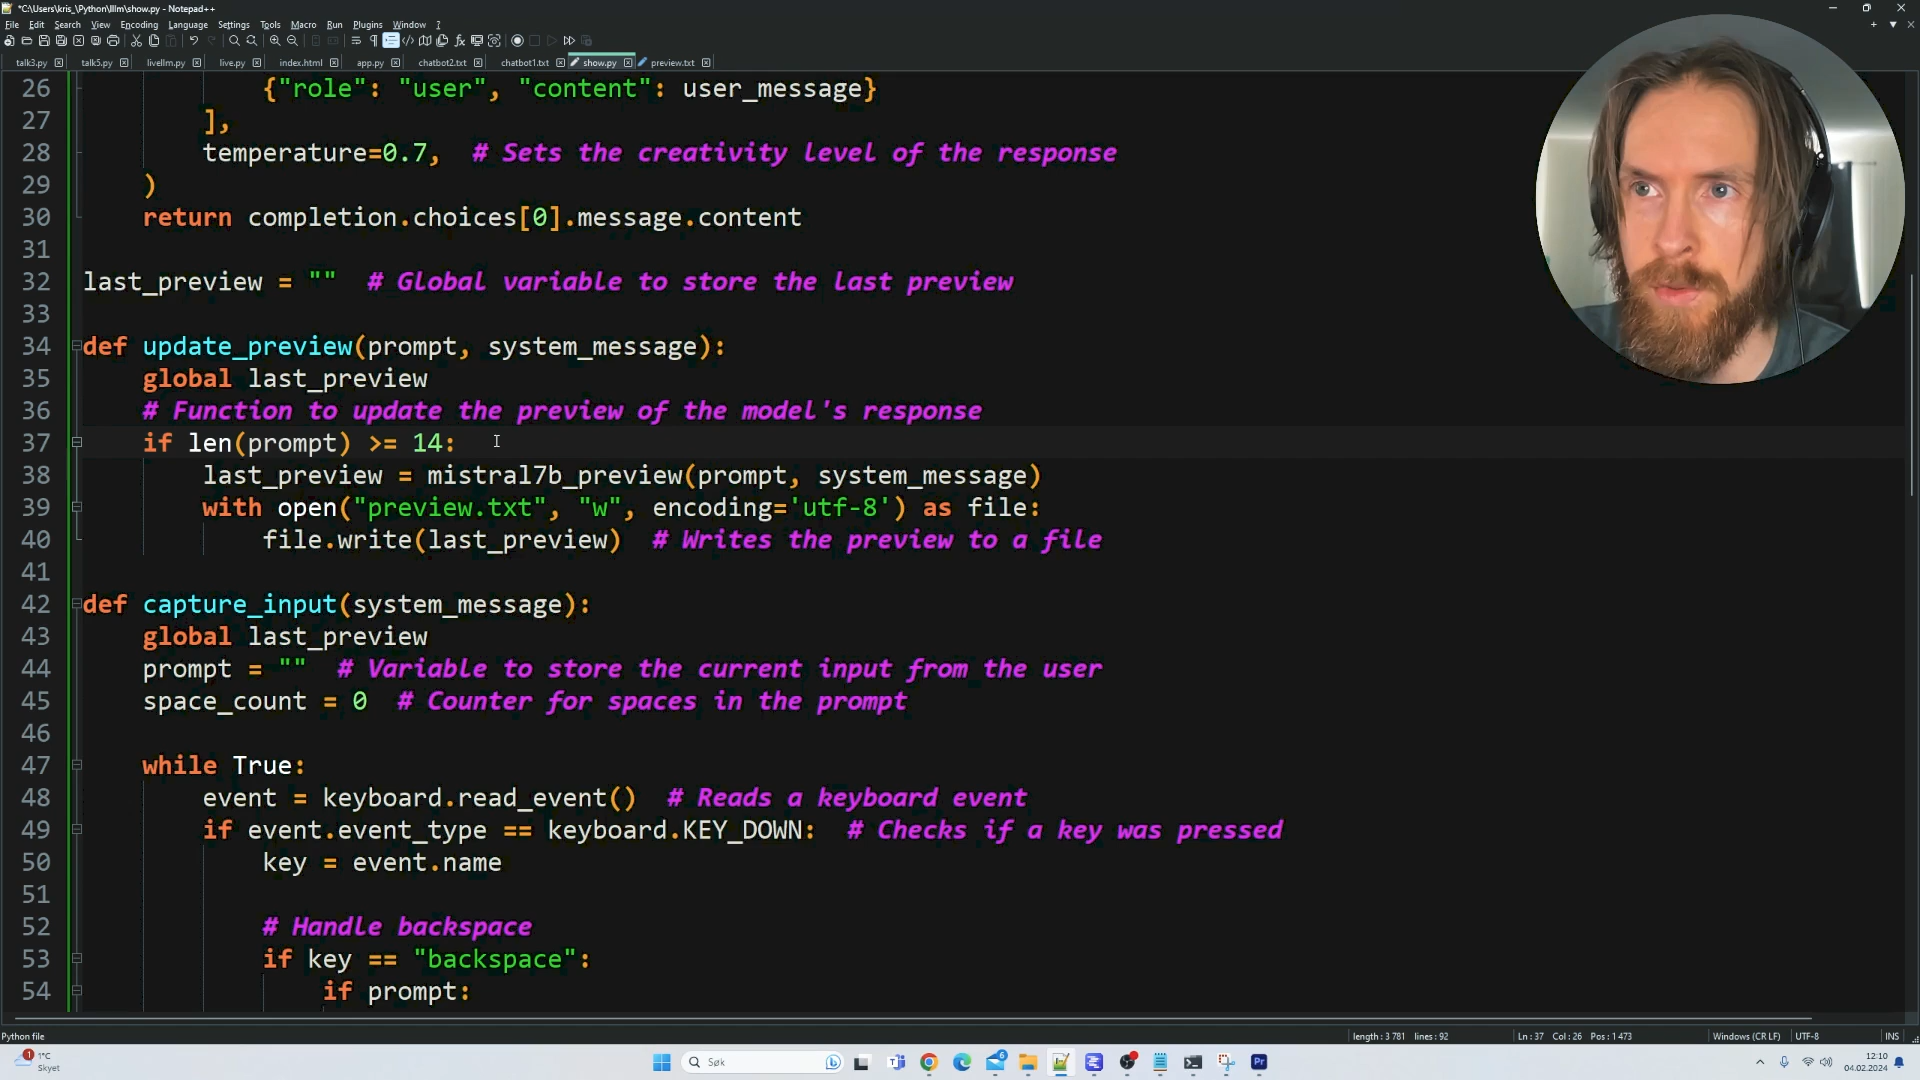 *C:\Users\kris_\Python\lllm\show.py - Notepad++
File Edit Search View Encoding Language Settings Tools Macro Run Plugins Window ?
talk3.py talk5.py livellm.py live.py index.html app.py chatbot2.txt chatbot1.txt show.py preview.txt
26 {"role": "user", "content": user_message}
27 ],
28 temperature=0.7, # Sets the creativity level of the response
29 )
30 return completion.choices[0].message.content
31
32 last_preview = "" # Global variable to store the last preview
33
34 def update_preview(prompt, system_message):
35 global last_preview
36 # Function to update the preview of the model's response
37 if len(prompt) >= 14:
38 last_preview = mistral7b_preview(prompt, system_message)
39 with open("preview.txt", "w", encoding='utf-8') as file:
40 file.write(last_preview) # Writes the preview to a file
41
42 def capture_input(system_message):
43 global last_preview
44 prompt = "" # Variable to store the current input from the user
45 space_count = 0 # Counter for spaces in the prompt
46
47 while True:
48 event = keyboard.read_event() # Reads a keyboard event
49 if event.event_type == keyboard.KEY_DOWN: # Checks if a key was pressed
50 key = event.name
51
52 # Handle backspace
53 if key == "backspace":
54 if prompt:
Python file length : 3 781 lines : 92 Ln : 37 Col : 26 Pos : 1 473 Windows (CR LF) UTF-8 INS
1°C
Skyet
Søk
12:10
04.02.2024